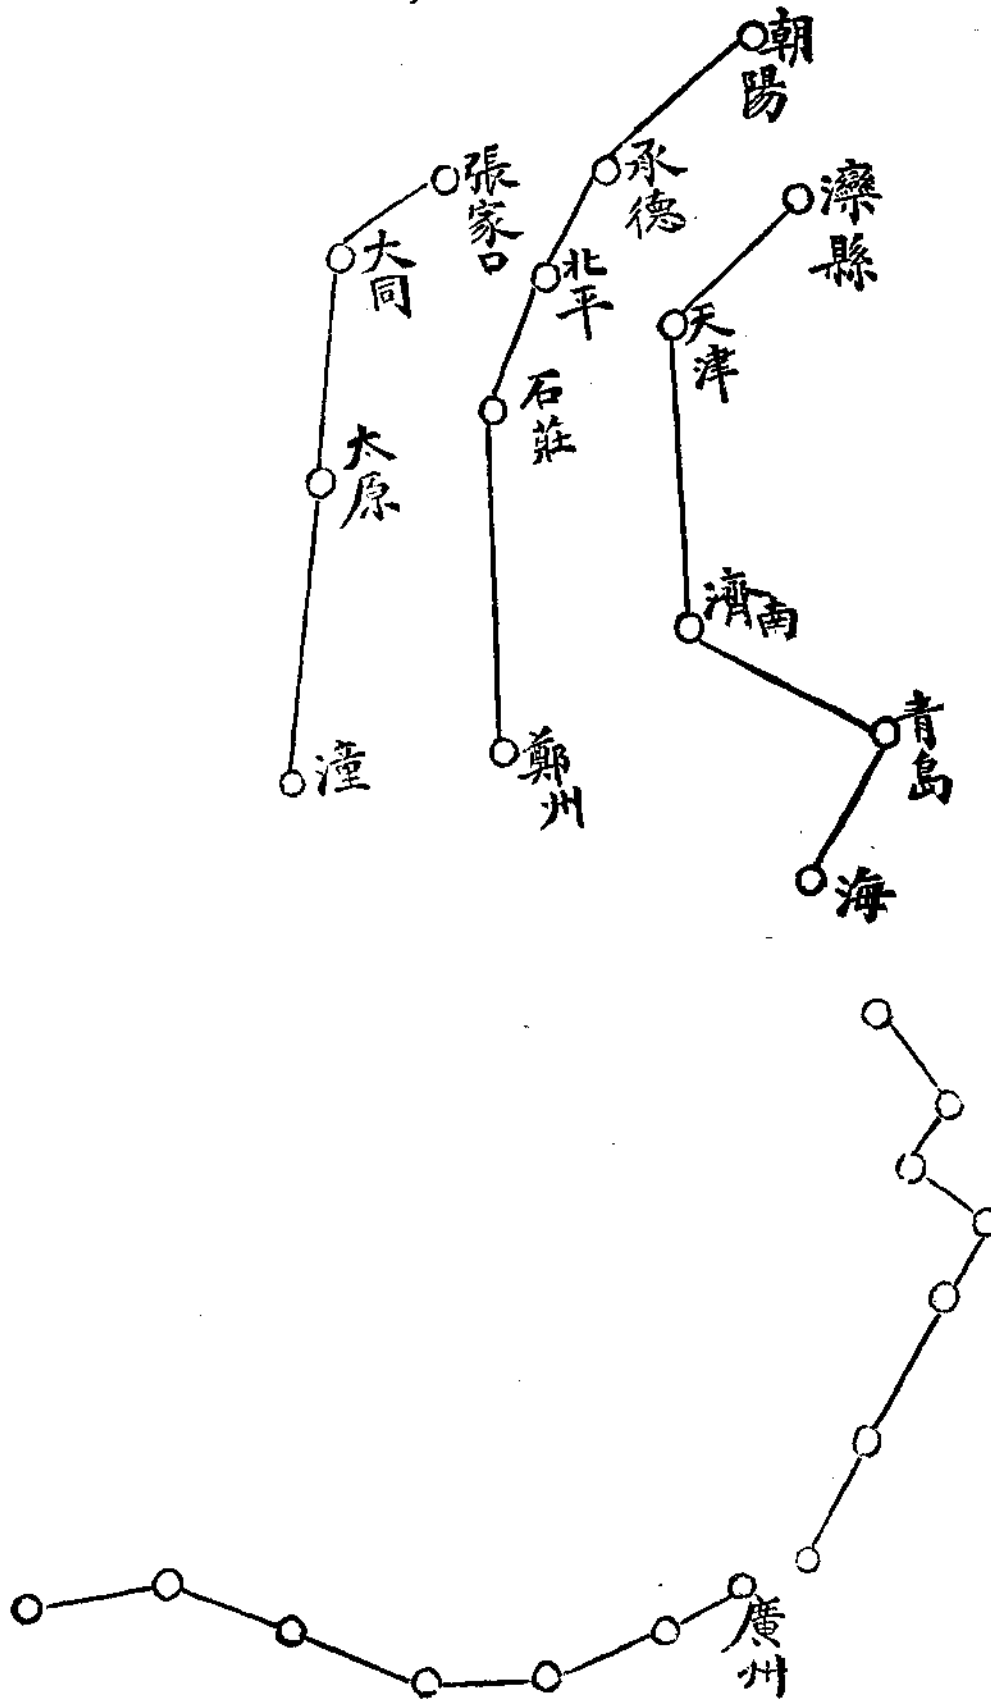 朝陽
承德
北平
石莊
鄭州
張家口
大同
太原
潼
灤縣
天津
濟南
青島
海
廣州